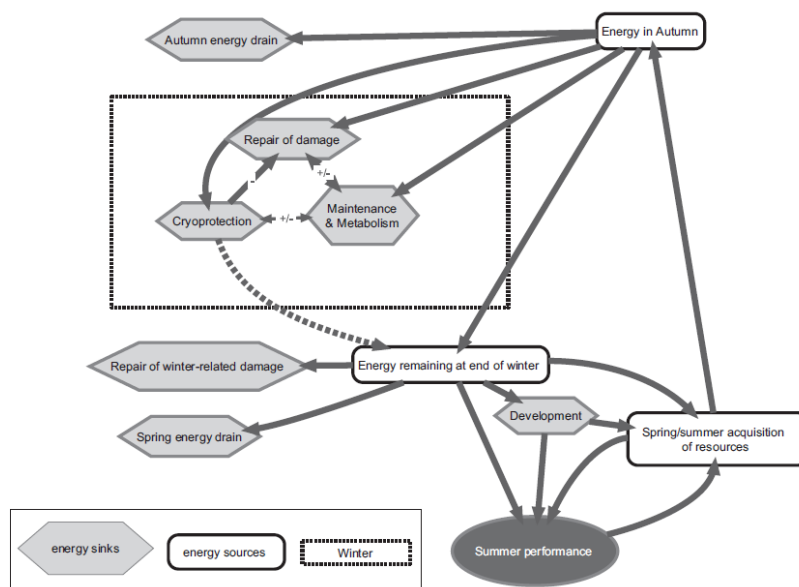 Autumn energy drain
Energy in Autumn
Repair of damage
+/-
-
Maintenance
& Metabolism
Cryoprotection
+/-
Repair of winter-related damage
Energy remaining at end of winter
Development
Spring energy drain
Spring/summer acquisition
of resources
energy sinks
energy sources
Winter
Summer performance